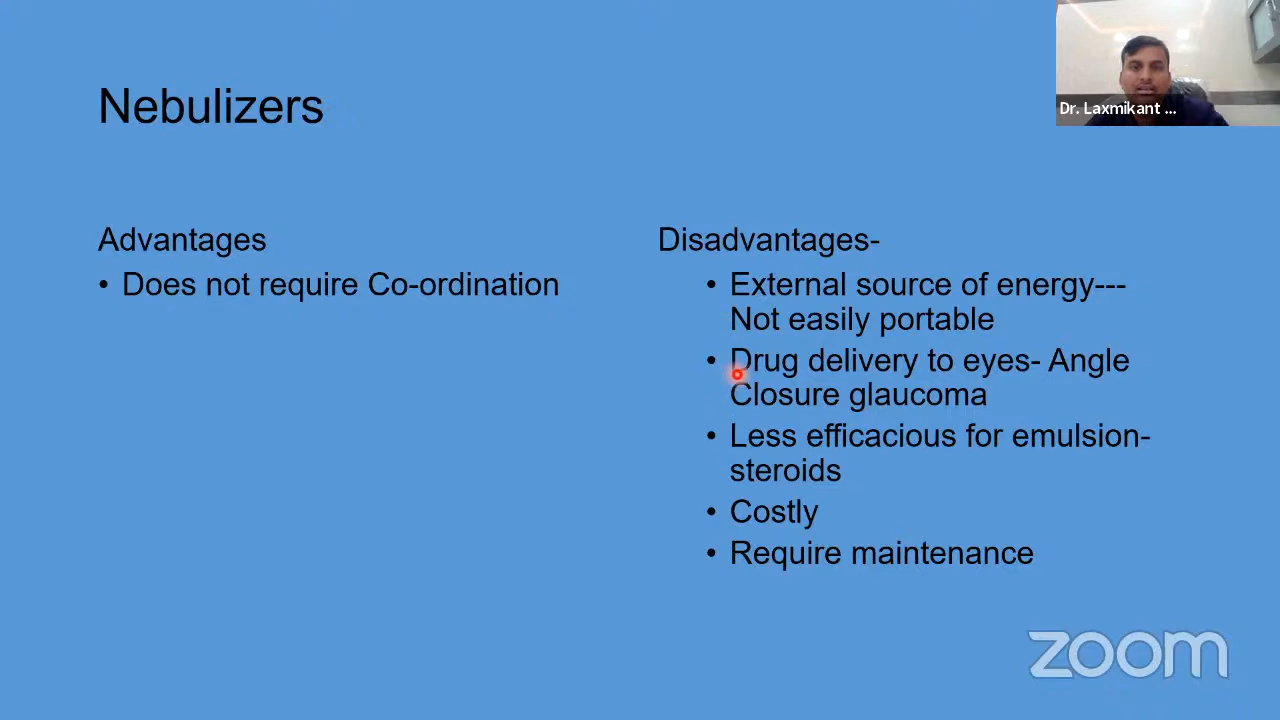 Dr. Laxmikant ...
Nebulizers
Advantages
• Does not require Co-ordination
Disadvantages-
• External source of energy---
Not easily portable
• Drug delivery to eyes- Angle
Closure glaucoma
• Less efficacious for emulsion-
steroids
• Costly
• Require maintenance
zoom